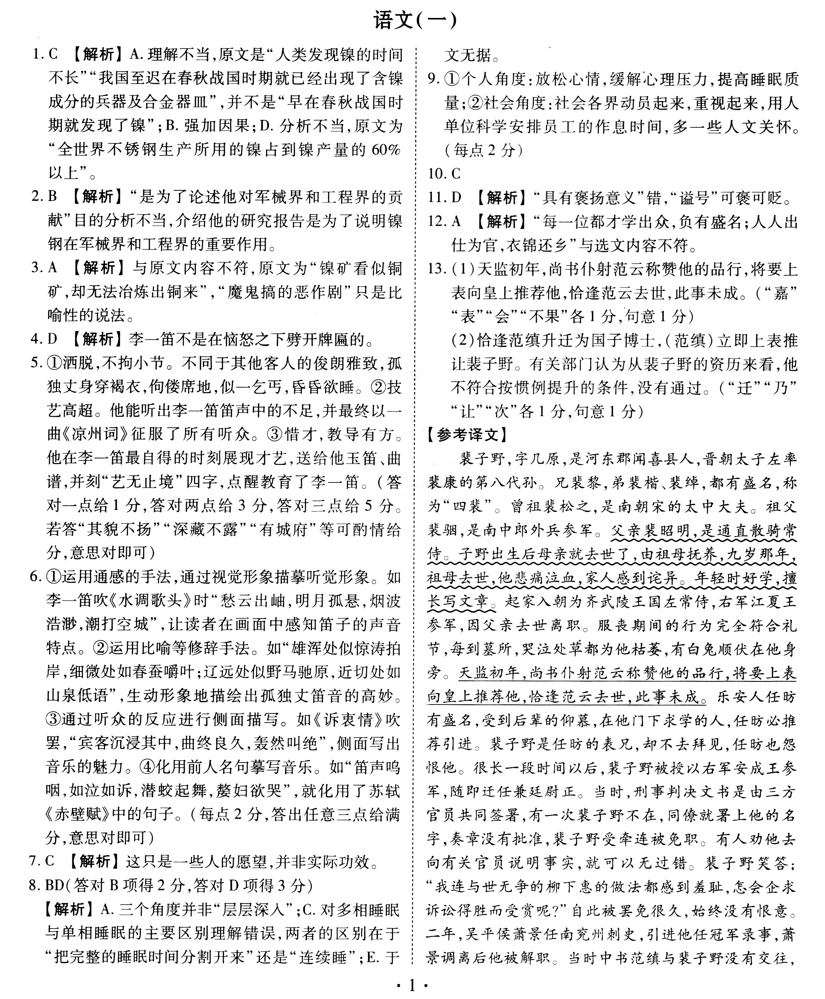 语文(一)
1. C 【解析】A. 理解不当,原文是“人类发现镍的时间
不长”“我国至迟在春秋战国时期就已经出现了含镍
成分的兵器及合金器皿”,并不是“早在春秋战国时
期就发现了镍”;B. 强加因果;D. 分析不当,原文为
“全世界不锈钢生产所用的镍占到镍产量的 60%
以上”。
2. B 【解析】“是为了论述他对军械界和工程界的贡
献”目的分析不当,介绍他的研究报告是为了说明镍
钢在军械界和工程界的重要作用。
3. A 【解析】与原文内容不符,原文为“镍矿看似铜
矿,却无法冶炼出铜来”,“魔鬼搞的恶作剧”只是比
喻性的说法。
4. D 【解析】李一笛不是在恼怒之下劈开牌匾的。
5. ①洒脱,不拘小节。不同于其他客人的俊朗雅致,孤
独丈身穿褐衣,佝偻席地,似一乞丐,昏昏欲睡。②技
艺高超。他能听出李一笛笛声中的不足,并最终以一
曲《凉州词》征服了所有听众。③惜才,教导有方。
他在李一笛最自得的时刻展现才艺,送给他玉笛、曲
谱,并刻“艺无止境”四字,点醒教育了李一笛。(答
对一点给 1 分,答对两点给 3 分,答对三点给 5 分。
若答“其貌不扬”“深藏不露”“有城府”等可酌情给
分,意思对即可)
6. ①运用通感的手法,通过视觉形象描摹听觉形象。如
李一笛吹《水调歌头》时“愁云出岫,明月孤悬,烟波
浩渺,潮打空城”,让读者在画面中感知笛子的声音
特点。②运用比喻等修辞手法。如“雄浑处似惊涛拍
岸,细微处如春蚕嚼叶;辽远处似野马驰原,近切处如
山泉低语”,生动形象地描绘出孤独丈笛音的高妙。
③通过听众的反应进行侧面描写。如《诉衷情》吹
罢,“宾客沉浸其中,曲终良久,轰然叫绝”,侧面写出
音乐的魅力。④化用前人名句摹写音乐。如“笛声呜
咽,如泣如诉,潜蛟起舞,嫠妇欲哭”,就化用了苏轼
《赤壁赋》中的句子。(每点 2 分,答出任意三点给满
分,意思对即可)
7. C 【解析】这只是一些人的愿望,并非实际功效。
8. BD(答对 B 项得 2 分,答对 D 项得 3 分)
【解析】A. 三个角度并非“层层深入”;C. 对多相睡眠
与单相睡眠的主要区别理解错误,两者的区别在于
“把完整的睡眠时间分割开来”还是“连续睡”;E. 于
文无据。
9. ①个人角度:放松心情,缓解心理压力,提高睡眠质
量;②社会角度:社会各界动员起来,重视起来,用人
单位科学安排员工的作息时间,多一些人文关怀。
(每点 2 分)
10. C
11. D 【解析】“具有褒扬意义”错,“谥号”可褒可贬。
12. A 【解析】“每一位都才学出众,负有盛名;人人出
仕为官,衣锦还乡”与选文内容不符。
13. (1)天监初年,尚书仆射范云称赞他的品行,将要上
表向皇上推荐他,恰逢范云去世,此事未成。(“嘉”
“表”“会”“不果”各 1 分,句意 1 分)
(2)恰逢范缜升迁为国子博士,(范缜)立即上表推
让裴子野。有关部门认为从裴子野的资历来看,他
不符合按惯例提升的条件,没有通过。(“迁”“乃”
“让”“次”各 1 分,句意 1 分)
【参考译文】
裴子野,字几原,是河东郡闻喜县人,晋朝太子左率
裴康的第八代孙。兄裴黎,弟裴楷、裴绰,都有盛名,称
为“四裴”。曾祖裴松之,是南朝宋的太中大夫。祖父
裴骃,是南中郎外兵参军。父亲裴昭明,是通直散骑常
侍。子野出生后母亲就去世了,由祖母抚养,九岁那年,
祖母去世,他悲痛泣血,家人感到诧异。年轻时好学,擅
长写文章。起家入朝为齐武陵王国左常侍,右军江夏王
参军,因父亲去世离职。服丧期间的行为完全符合礼
节,每到墓所,哭泣处草都为他枯萎,有白兔顺伏在他身
旁。天监初年,尚书仆射范云称赞他的品行,将要上表
向皇上推荐他,恰逢范云去世,此事未成。乐安人任昉
有盛名,受到后辈的仰慕,在他门下求学的人,任昉必推
荐引进。裴子野是任昉的表兄,却不去拜见,任昉也怨
恨他。很长一段时间以后,裴子野被授以右军安成王参
军,随即迁任兼廷尉正。当时,刑事判决文书是由三方
官员共同签署,有一次裴子野不在,同僚就署上他的名
字,奏章没有批准,裴子野受牵连被免职。有人劝他去
向有关官员说明事实,就可以无过错。裴子野笑答:
“我连与世无争的柳下惠的做法都感到羞耻,怎会企求
诉讼得胜而受赏呢?”自此被罢免很久,始终没有恨意。
二年,吴平侯萧景任南兖州刺史,引进他任冠军录事,萧
景调离后他被解职。当时中书范缜与裴子野没有交往,
· 1 ·